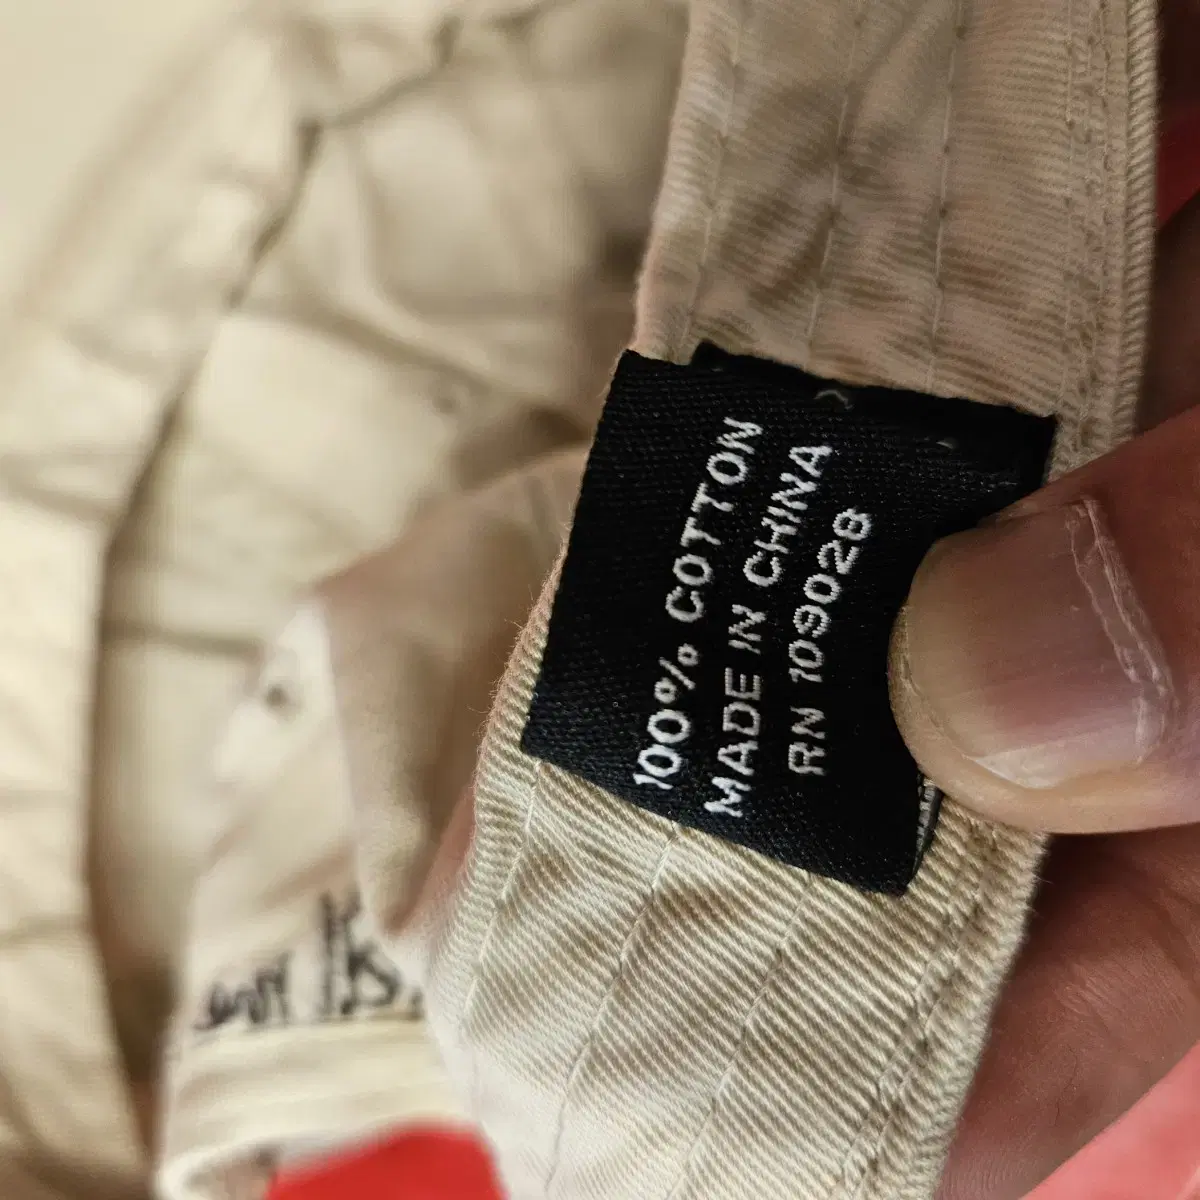 100% COTTON
MADE IN CHINA
RN 109028